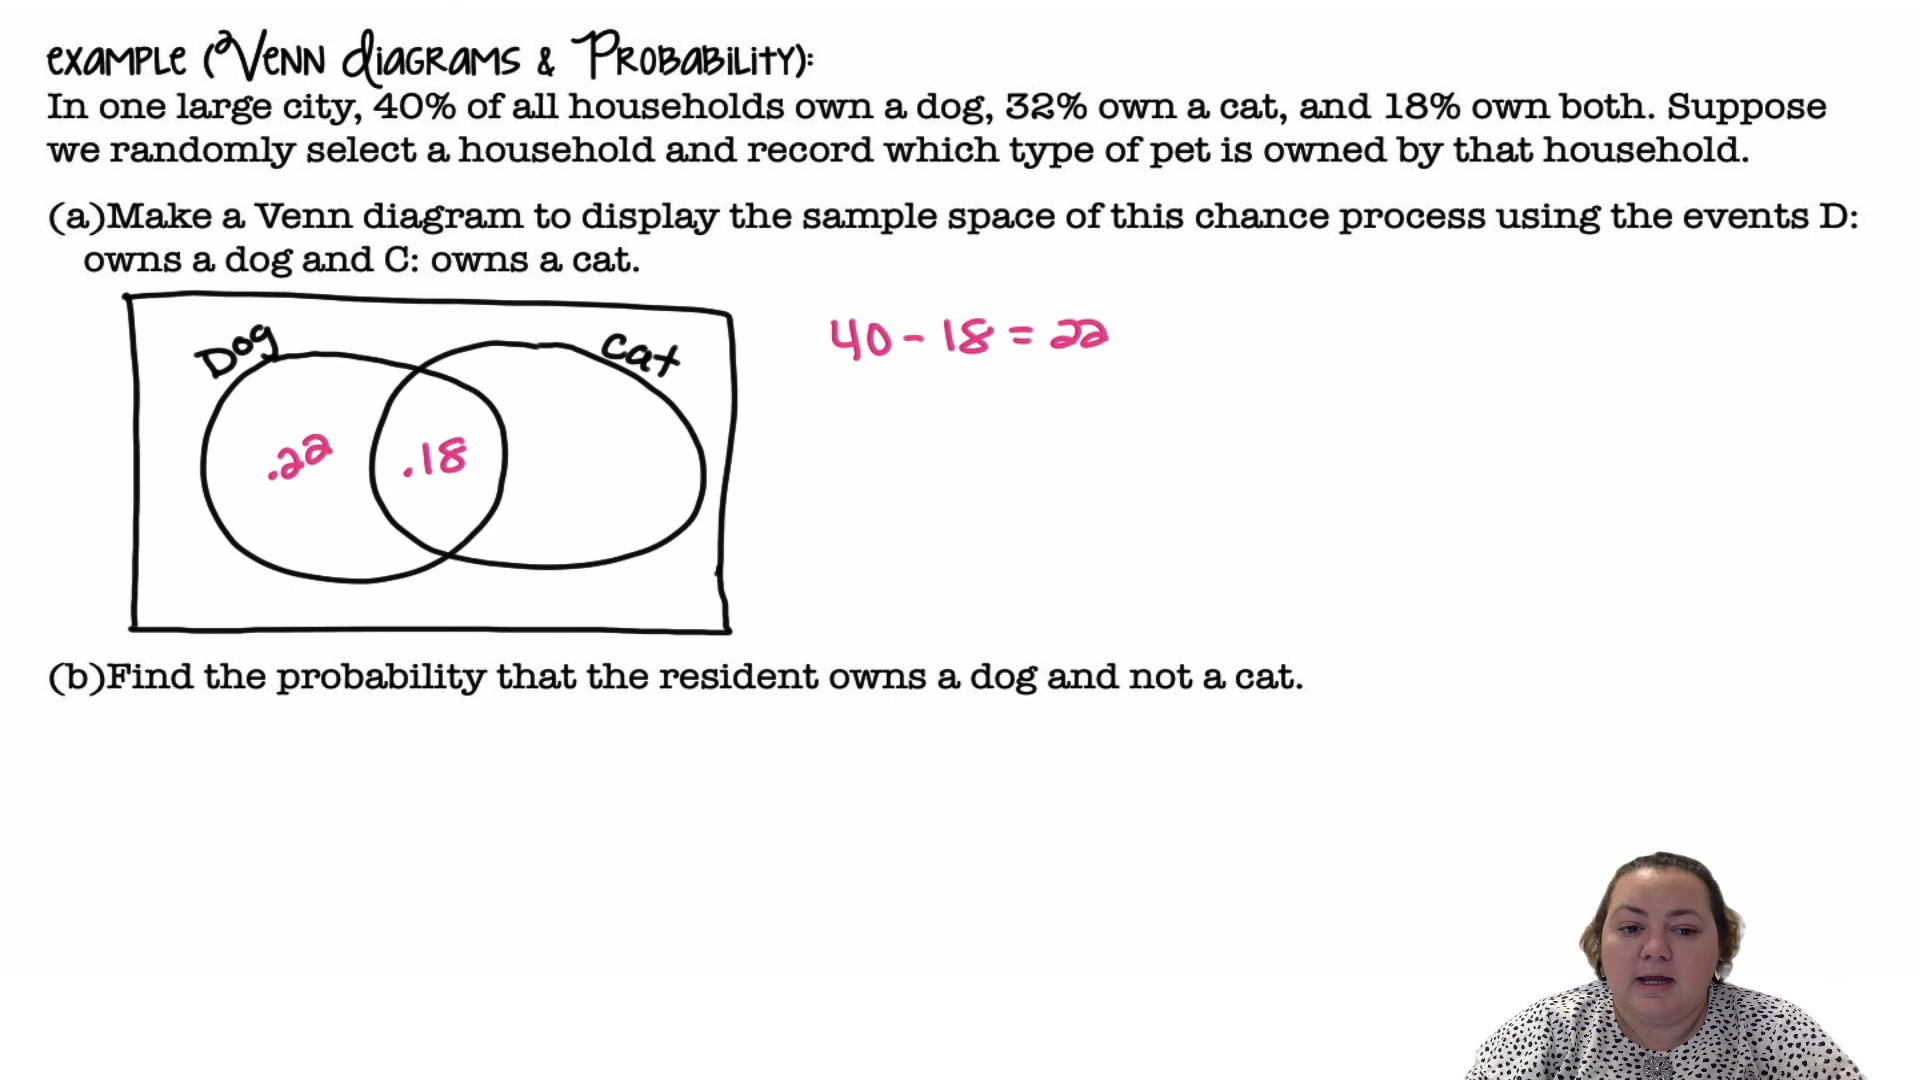 example (Venn Diagrams & Probability):
In one large city, 40% of all households own a dog, 32% own a cat, and 18% own both. Suppose
we randomly select a household and record which type of pet is owned by that household.
(a)Make a Venn diagram to display the sample space of this chance process using the events D:
owns a dog and C: owns a cat.
Dog
Cat
40 - 18 = 22
.22
.18
(b)Find the probability that the resident owns a dog and not a cat.